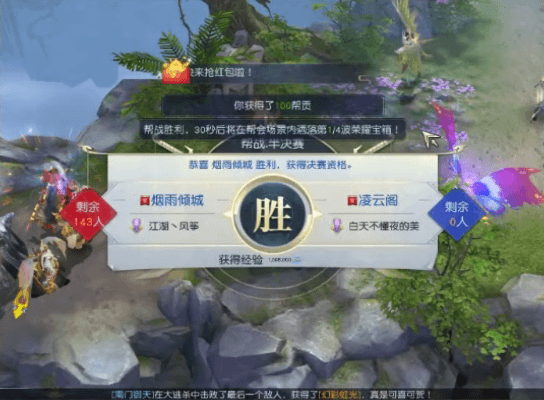 来抢红包啦！
你获得了100帮贡
帮战胜利，30秒后将在帮会场景内洒落第1/4波荣耀宝箱！
帮战.半决赛
恭喜 烟雨倾城 胜利，获得决赛资格。
烟雨倾城
凌云阁
剩余
143人
胜
剩余
0人
江湖丶风筝
白天不懂夜的美
获得经验
[南门御天]在大逃杀中击败了最后一个敌人，获得了[幻彩虹光]，真是可喜可贺！